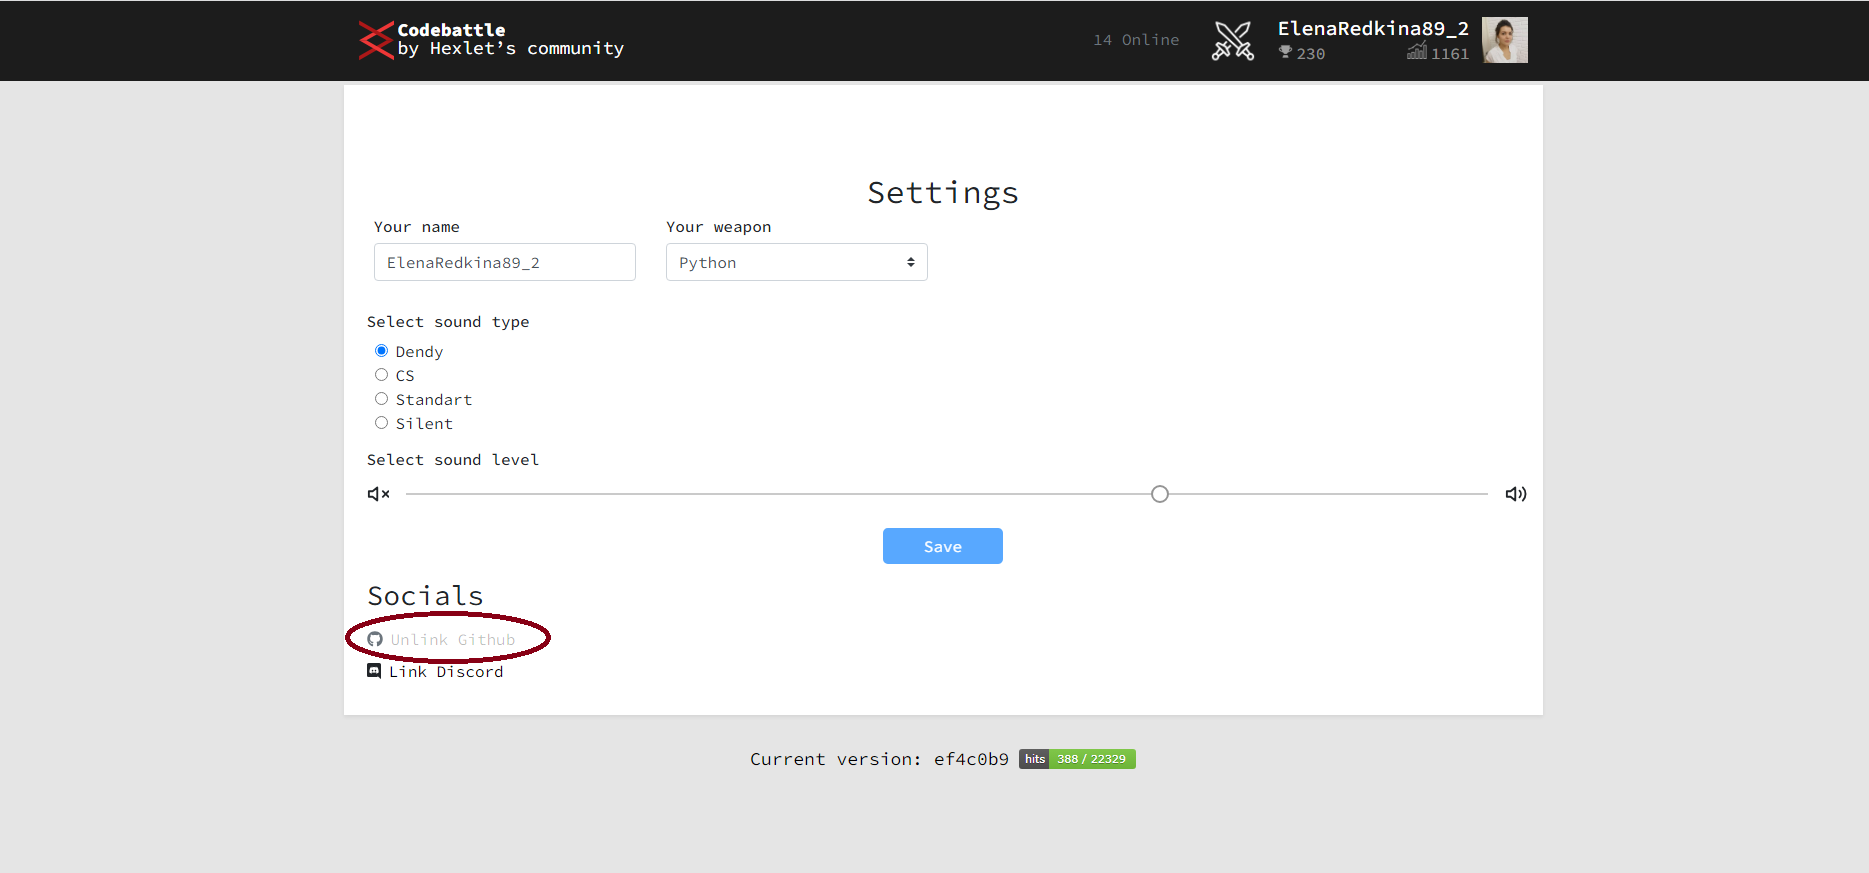 Codebattle
by Hexlet’s community
14 Online
ElenaRedkina89_2
230
1161
Settings
Your name
Your weapon
ElenaRedkina89_2
Python
Select sound type
Dendy
CS
Standart
Silent
Select sound level
Save
Socials
Unlink Github
Link Discord
Current version: ef4c0b9 hits 388 / 22329